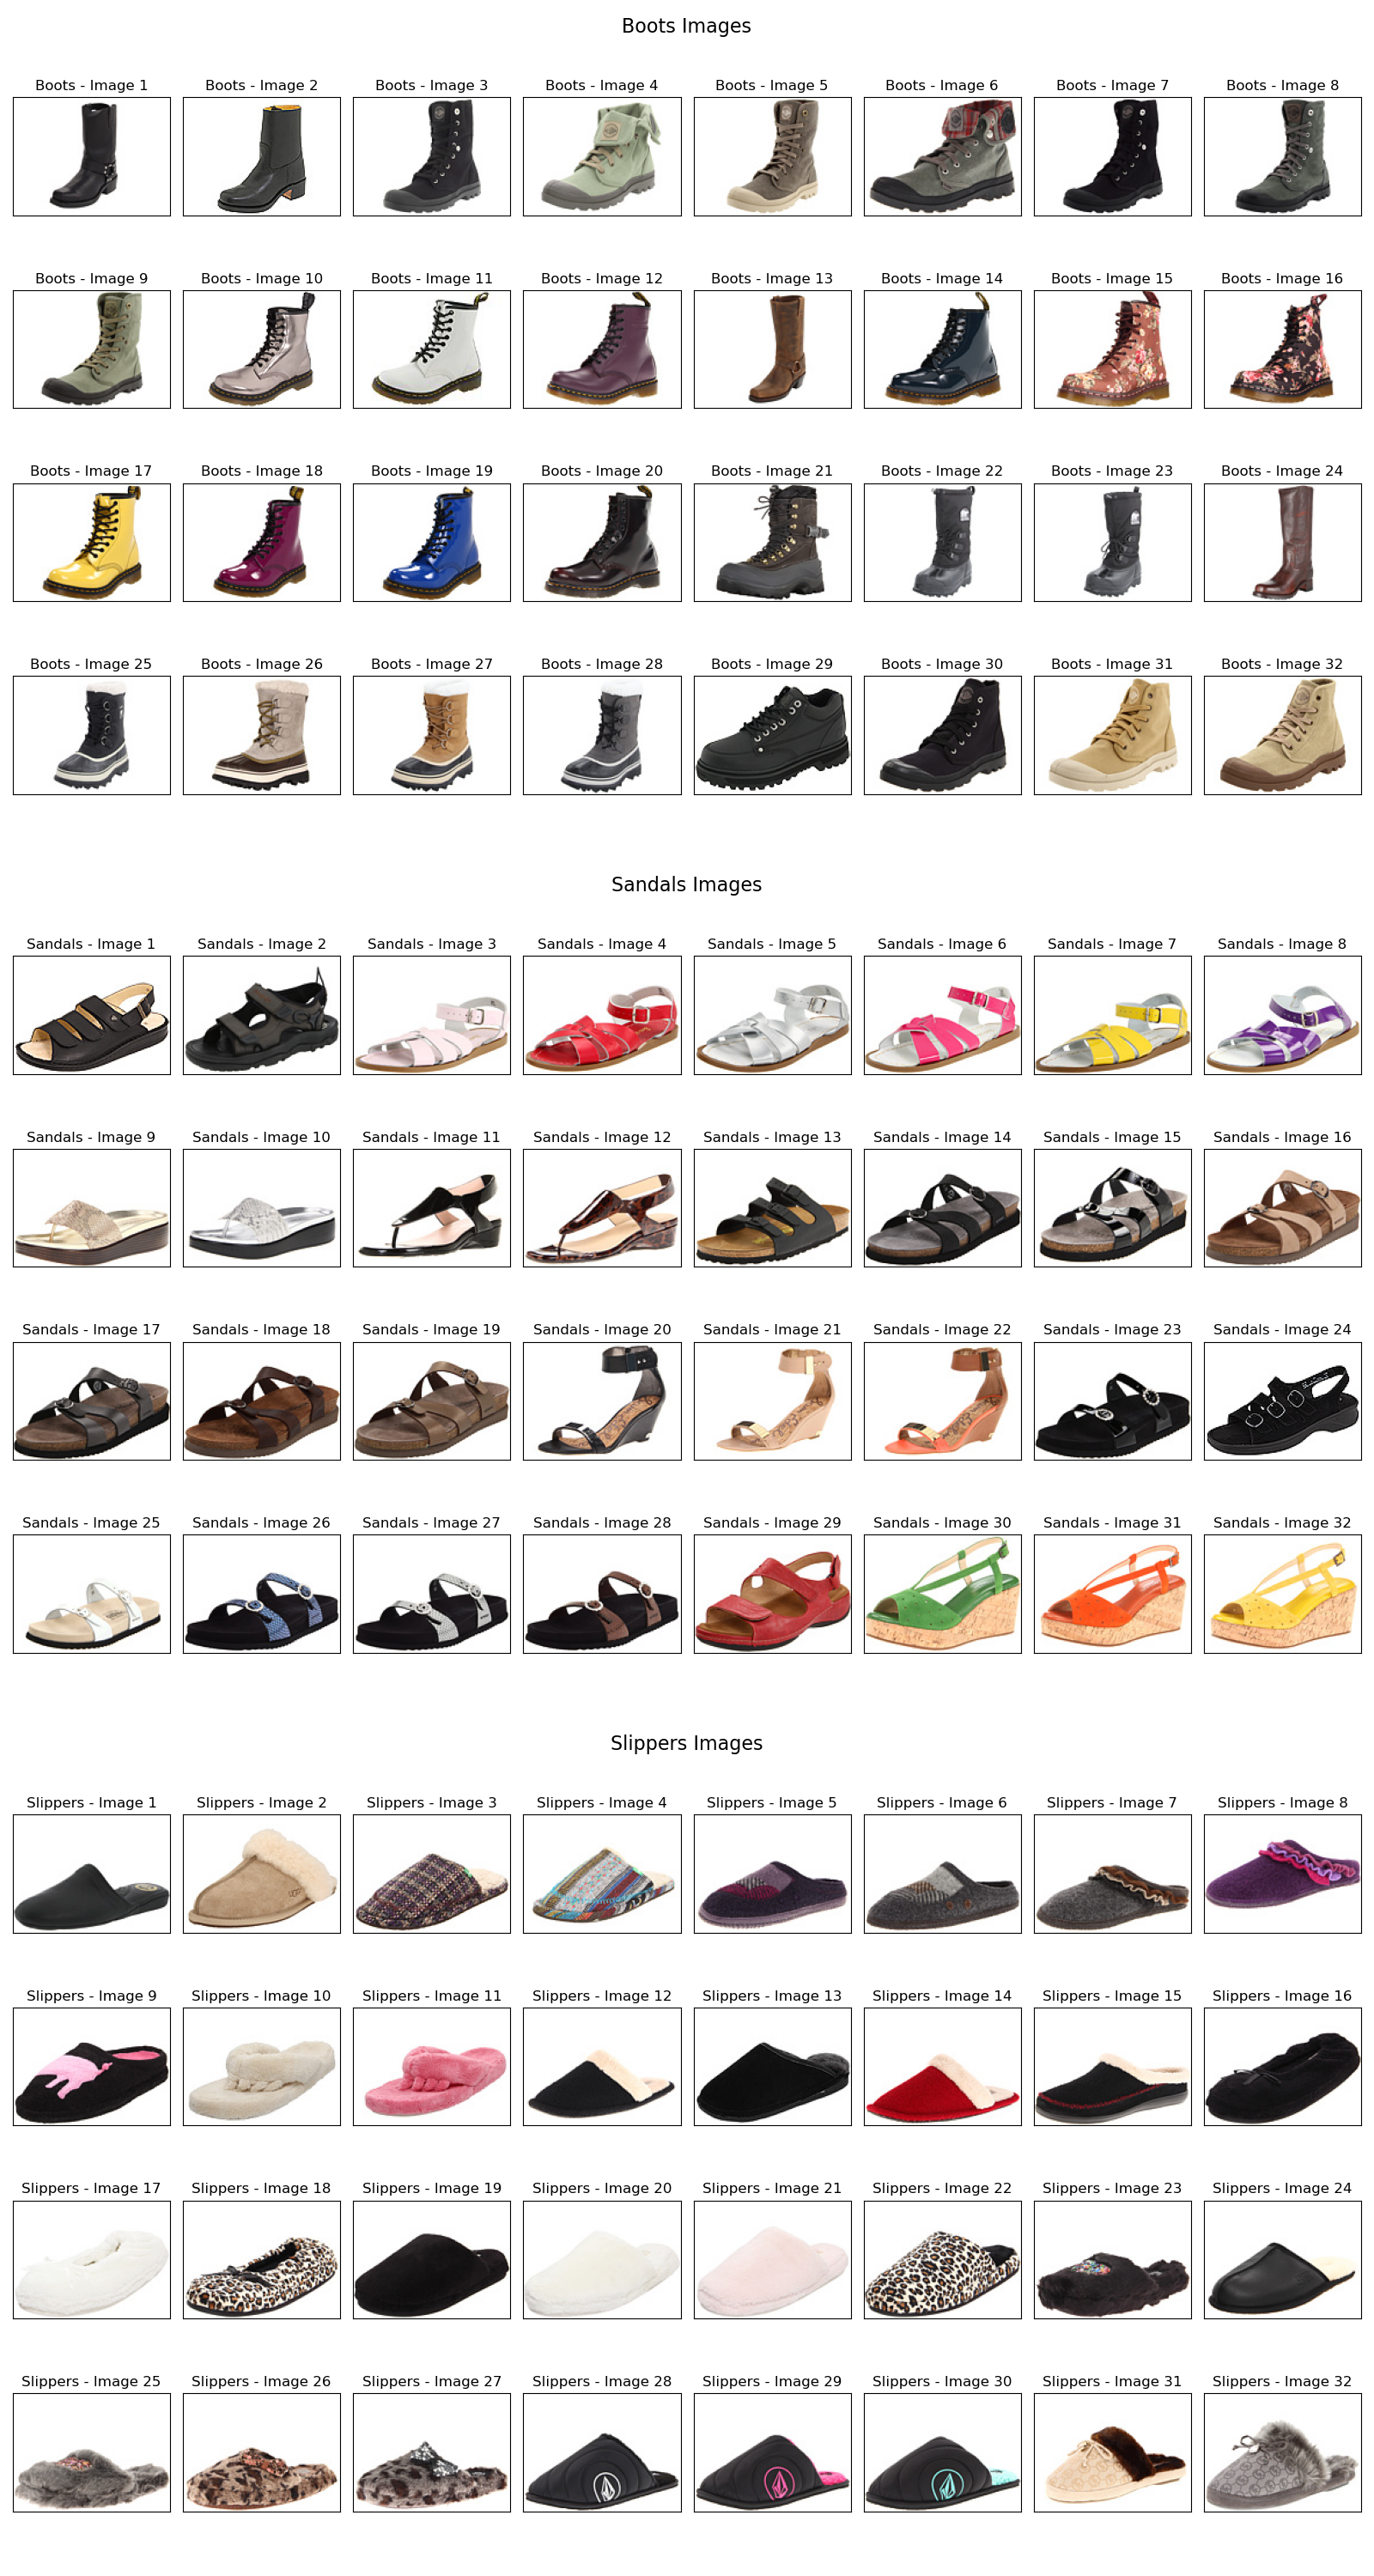 Boots Images
Boots - Image 1 Boots - Image 2 Boots - Image 3 Boots - Image 4 Boots - Image 5 Boots - Image 6 Boots - Image 7 Boots - Image 8
Boots - Image 9 Boots - Image 10 Boots - Image 11 Boots - Image 12 Boots - Image 13 Boots - Image 14 Boots - Image 15 Boots - Image 16
Boots - Image 17 Boots - Image 18 Boots - Image 19 Boots - Image 20 Boots - Image 21 Boots - Image 22 Boots - Image 23 Boots - Image 24
Boots - Image 25 Boots - Image 26 Boots - Image 27 Boots - Image 28 Boots - Image 29 Boots - Image 30 Boots - Image 31 Boots - Image 32
Sandals Images
Sandals - Image 1 Sandals - Image 2 Sandals - Image 3 Sandals - Image 4 Sandals - Image 5 Sandals - Image 6 Sandals - Image 7 Sandals - Image 8
Sandals - Image 9 Sandals - Image 10 Sandals - Image 11 Sandals - Image 12 Sandals - Image 13 Sandals - Image 14 Sandals - Image 15 Sandals - Image 16
Sandals - Image 17 Sandals - Image 18 Sandals - Image 19 Sandals - Image 20 Sandals - Image 21 Sandals - Image 22 Sandals - Image 23 Sandals - Image 24
Sandals - Image 25 Sandals - Image 26 Sandals - Image 27 Sandals - Image 28 Sandals - Image 29 Sandals - Image 30 Sandals - Image 31 Sandals - Image 32
Slippers Images
Slippers - Image 1 Slippers - Image 2 Slippers - Image 3 Slippers - Image 4 Slippers - Image 5 Slippers - Image 6 Slippers - Image 7 Slippers - Image 8
Slippers - Image 9 Slippers - Image 10 Slippers - Image 11 Slippers - Image 12 Slippers - Image 13 Slippers - Image 14 Slippers - Image 15 Slippers - Image 16
Slippers - Image 17 Slippers - Image 18 Slippers - Image 19 Slippers - Image 20 Slippers - Image 21 Slippers - Image 22 Slippers - Image 23 Slippers - Image 24
Slippers - Image 25 Slippers - Image 26 Slippers - Image 27 Slippers - Image 28 Slippers - Image 29 Slippers - Image 30 Slippers - Image 31 Slippers - Image 32